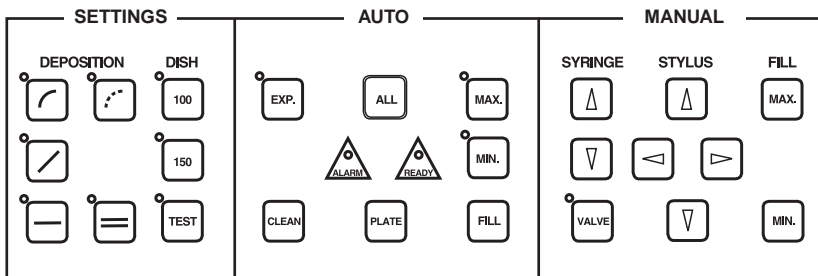 SETTINGS AUTO MANUAL
DEPOSITION DISH SYRINGE STYLUS FILL
100 EXP. ALL MAX. MAX.
150 ALARM READY MIN.
TEST CLEAN PLATE FILL VALVE MIN.